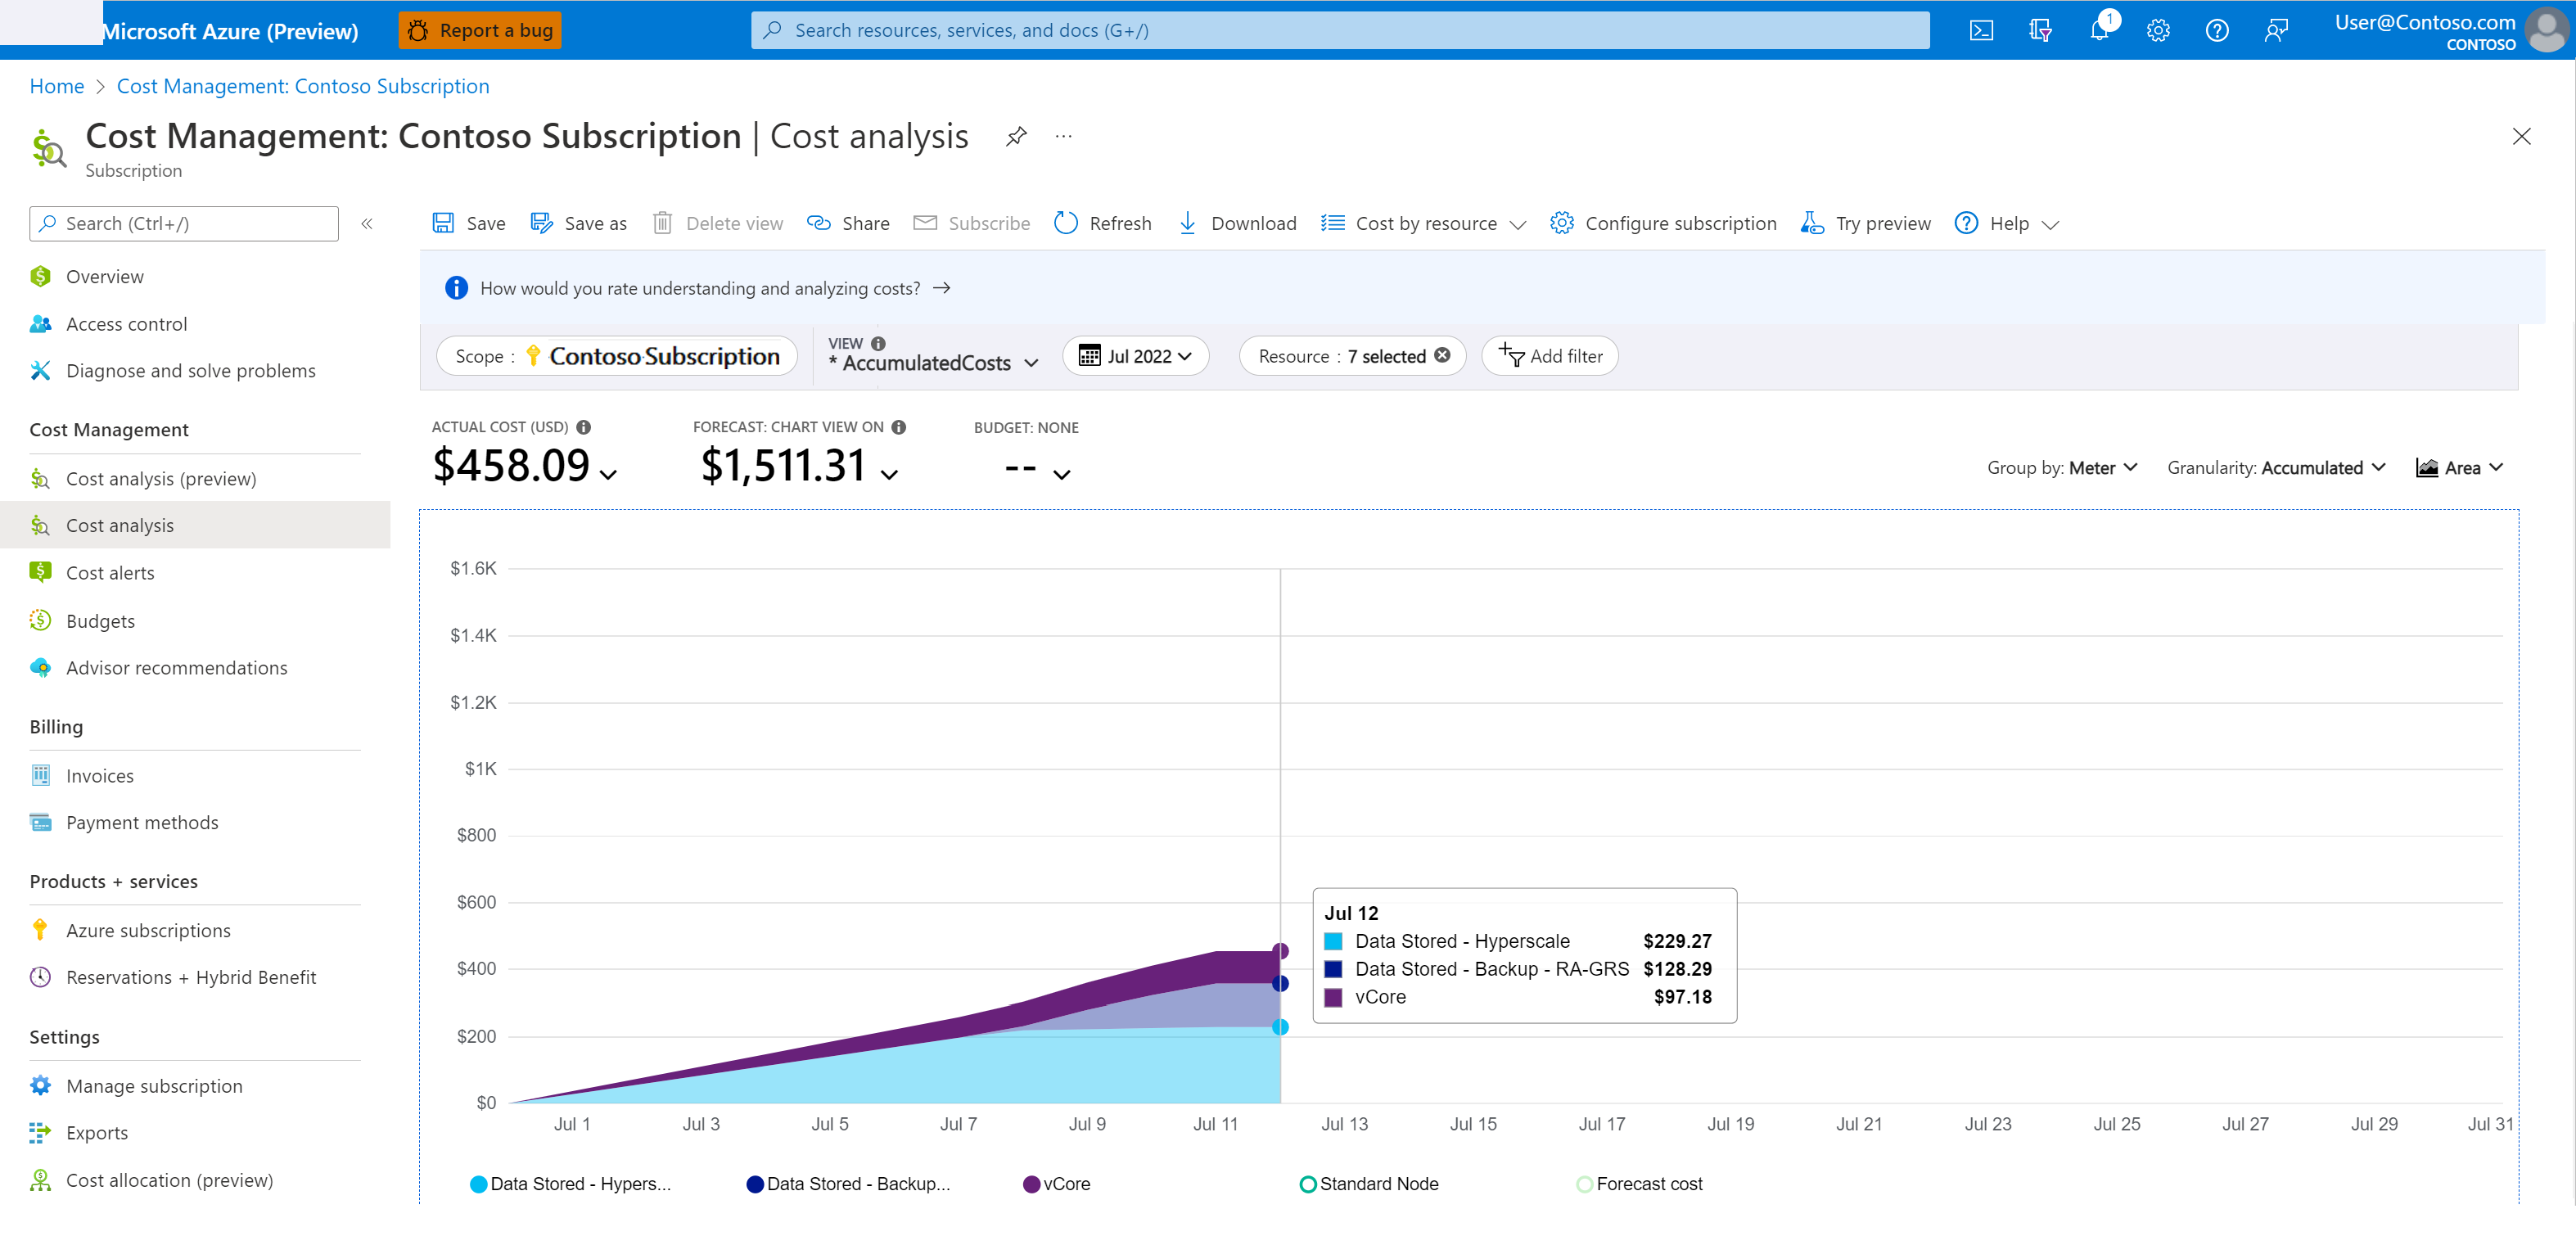 Microsoft Azure (Preview)
Report a bug
Search resources, services, and docs (G+/)
1
User@Contoso.com
CONTOSO
Home > Cost Management: Contoso Subscription
Cost Management: Contoso Subscription | Cost analysis
...
Subscription
Search (Ctrl+/)
«
Overview
Access control
Diagnose and solve problems
Cost Management
Cost analysis (preview)
Cost analysis
Cost alerts
Budgets
Advisor recommendations
Billing
Invoices
Payment methods
Products + services
Azure subscriptions
Reservations + Hybrid Benefit
Settings
Manage subscription
Exports
Cost allocation (preview)
Save
Save as
Delete view
Share
Subscribe
Refresh
Download
Cost by resource
Configure subscription
Try preview
Help
How would you rate understanding and analyzing costs? →
Scope : Contoso Subscription
VIEW
* AccumulatedCosts
Jul 2022
Resource : 7 selected
Add filter
ACTUAL COST (USD)
$458.09
FORECAST: CHART VIEW ON
$1,511.31
BUDGET: NONE
--
Group by: Meter
Granularity: Accumulated
Area
$1.6K
$1.4K
$1.2K
$1K
$800
$600
$400
$200
$0
Jul 12
Data Stored - Hyperscale $229.27
Data Stored - Backup - RA-GRS $128.29
vCore $97.18
Jul 1 Jul 3 Jul 5 Jul 7 Jul 9 Jul 11 Jul 13 Jul 15 Jul 17 Jul 19 Jul 21 Jul 23 Jul 25 Jul 27 Jul 29 Jul 31
Data Stored - Hypers...
Data Stored - Backup...
vCore
Standard Node
Forecast cost